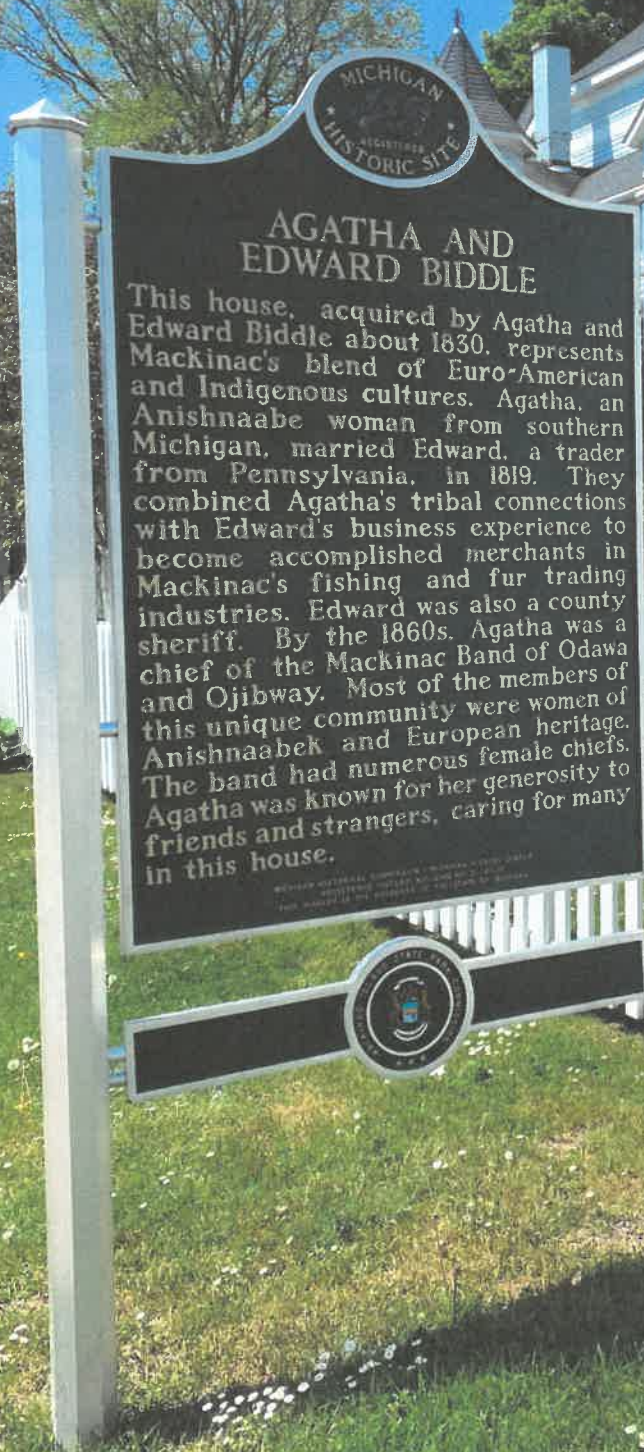 MICHIGAN
REGISTERED
HISTORIC SITE
AGATHA AND
EDWARD BIDDLE
This house, acquired by Agatha and
Edward Biddle about 1830, represents
Mackinac's blend of Euro-American
and Indigenous cultures. Agatha, an
Anishnaabe woman from southern
Michigan, married Edward, a trader
from Pennsylvania, in 1819. They
combined Agatha's tribal connections
with Edward's business experience to
become accomplished merchants in
Mackinac's fishing and fur trading
industries. Edward was also a county
sheriff. By the 1860s, Agatha was a
chief of the Mackinac Band of Odawa
and Ojibway. Most of the members of
this unique community were women of
Anishnaabek and European heritage.
The band had numerous female chiefs.
Agatha was known for her generosity to
friends and strangers, caring for many
in this house.